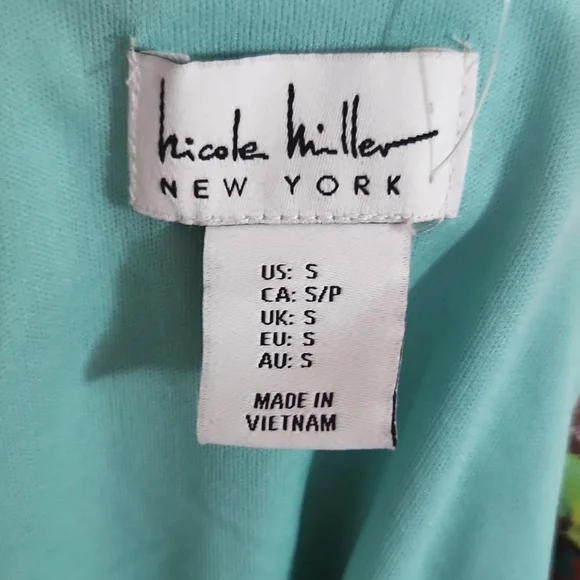 Nicole Miller
NEW YORK
US: S
CA: S/P
UK: S
EU: S
AU: S
MADE IN
VIETNAM